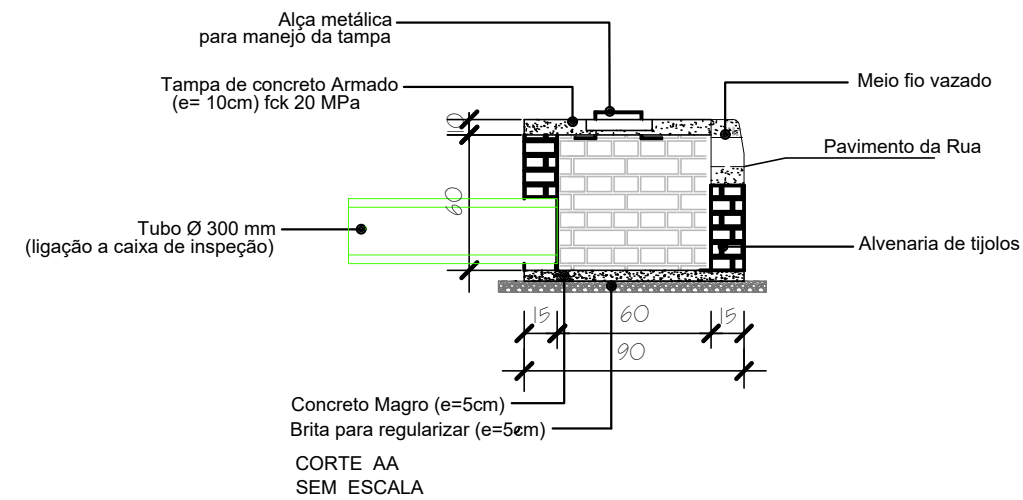 Alça metálica
para manejo da tampa
Tampa de concreto Armado
(e= 10cm) fck 20 MPa
Meio fio vazado
Pavimento da Rua
10
60
Tubo Ø 300 mm
(ligação a caixa de inspeção)
Alvenaria de tijolos
15
60
15
90
Concreto Magro (e=5cm)
Brita para regularizar (e=5cm)
CORTE AA
SEM ESCALA